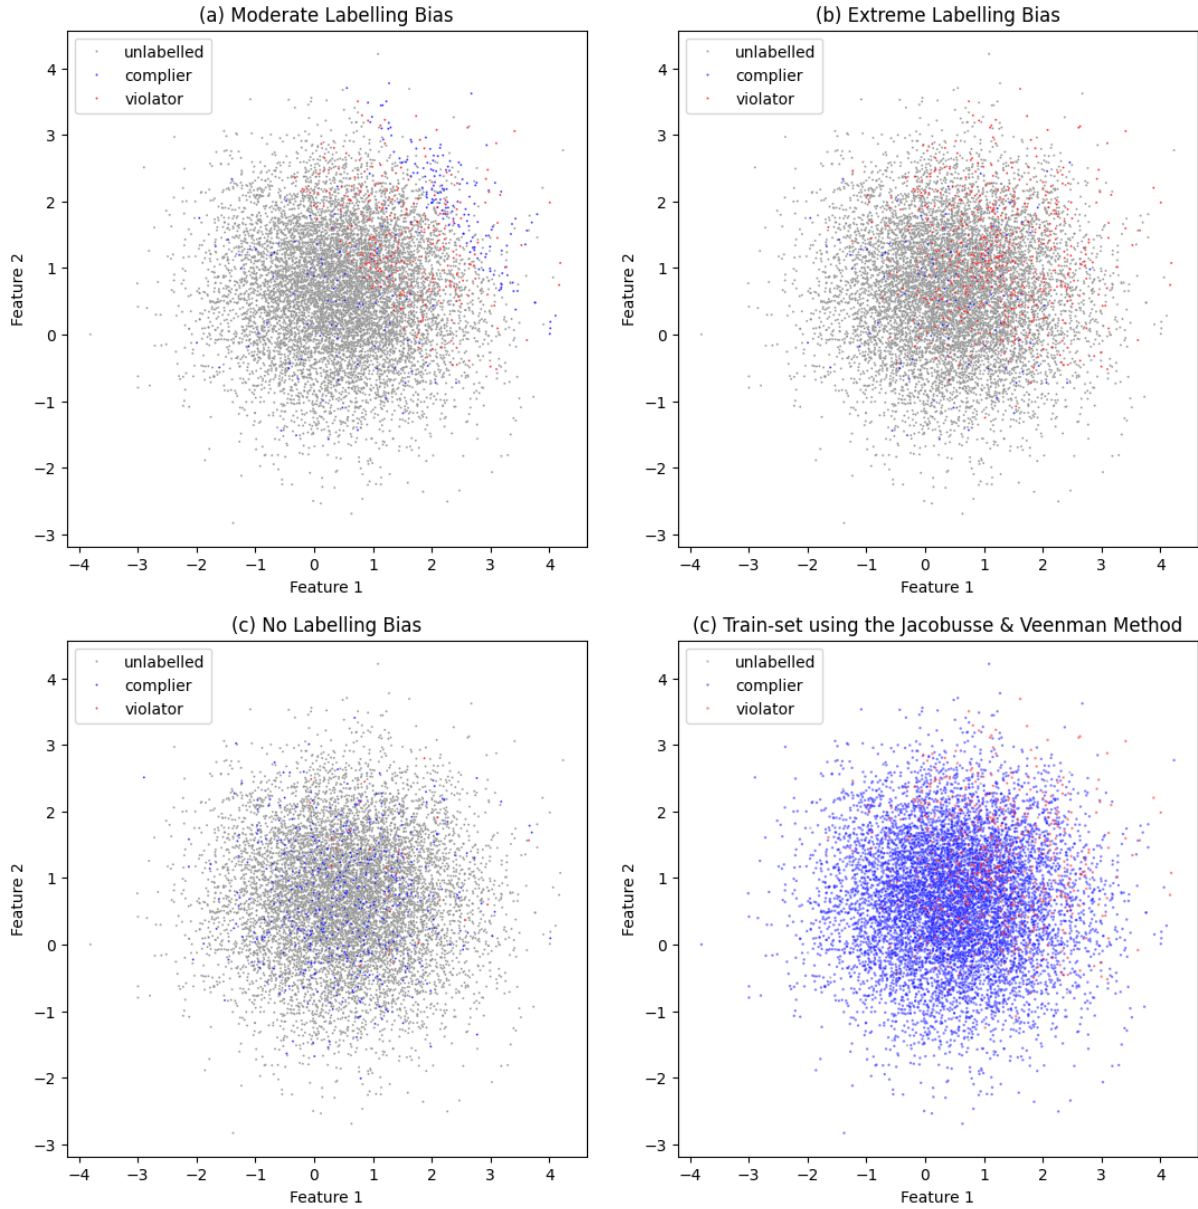 (a) Moderate Labelling Bias
unlabelled
complier
violator
4
3
2
1
0
−1
−2
−3
Feature 2
−4 −3 −2 −1 0 1 2 3 4
Feature 1
(b) Extreme Labelling Bias
unlabelled
complier
violator
4
3
2
1
0
−1
−2
−3
Feature 2
−4 −3 −2 −1 0 1 2 3 4
Feature 1
(c) No Labelling Bias
unlabelled
complier
violator
4
3
2
1
0
−1
−2
−3
Feature 2
−4 −3 −2 −1 0 1 2 3 4
Feature 1
(c) Train-set using the Jacobusse & Veenman Method
unlabelled
complier
violator
4
3
2
1
0
−1
−2
−3
Feature 2
−4 −3 −2 −1 0 1 2 3 4
Feature 1